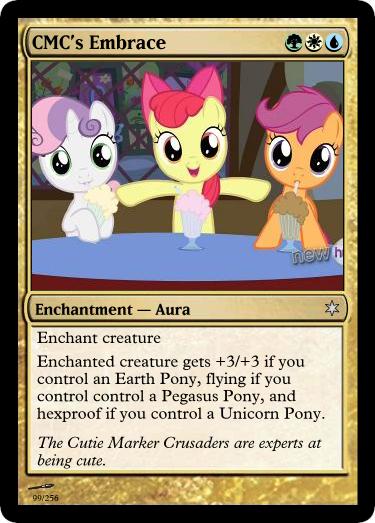 CMC's Embrace
new h
Enchantment — Aura
Enchant creature
Enchanted creature gets +3/+3 if you
control an Earth Pony, flying if you
control control a Pegasus Pony, and
hexproof if you control a Unicorn Pony.
The Cutie Marker Crusaders are experts at
being cute.
99/256